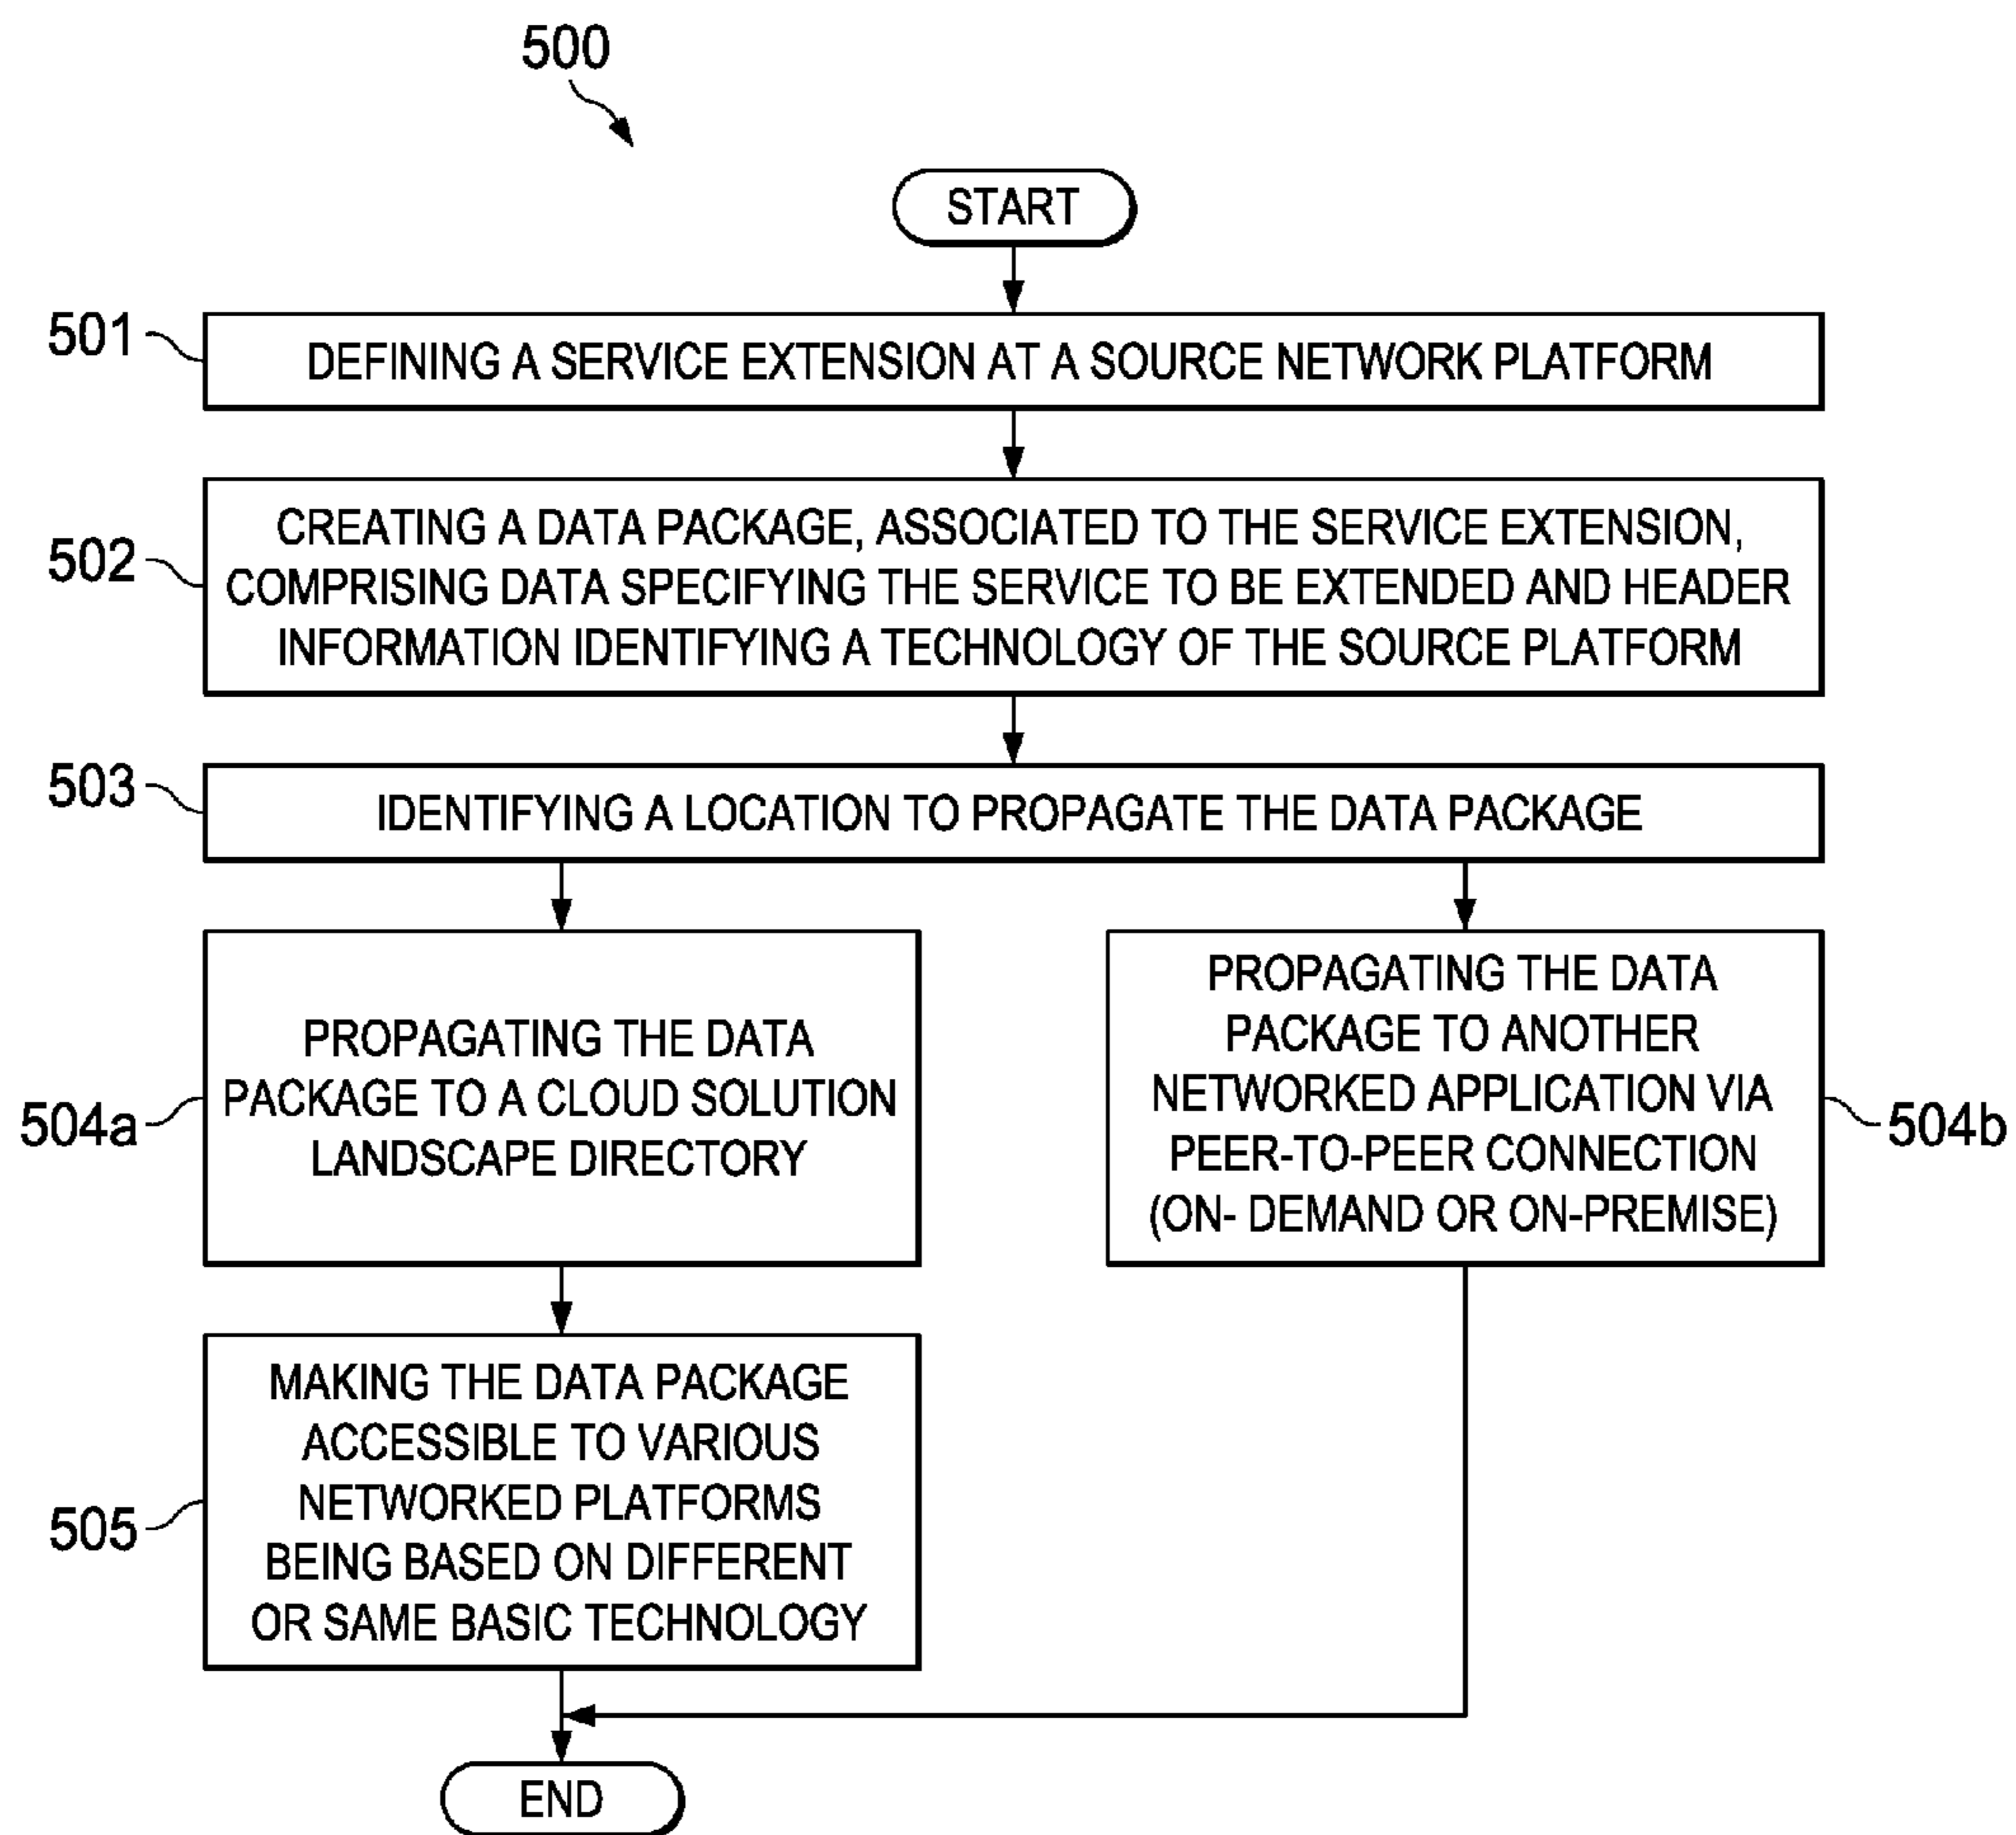 500
START
501
DEFINING A SERVICE EXTENSION AT A SOURCE NETWORK PLATFORM
502
CREATING A DATA PACKAGE, ASSOCIATED TO THE SERVICE EXTENSION,
COMPRISING DATA SPECIFYING THE SERVICE TO BE EXTENDED AND HEADER
INFORMATION IDENTIFYING A TECHNOLOGY OF THE SOURCE PLATFORM
503
IDENTIFYING A LOCATION TO PROPAGATE THE DATA PACKAGE
504a
PROPAGATING THE DATA
PACKAGE TO A CLOUD SOLUTION
LANDSCAPE DIRECTORY
PROPAGATING THE DATA
PACKAGE TO ANOTHER
NETWORKED APPLICATION VIA
PEER-TO-PEER CONNECTION
(ON- DEMAND OR ON-PREMISE)
504b
505
MAKING THE DATA PACKAGE
ACCESSIBLE TO VARIOUS
NETWORKED PLATFORMS
BEING BASED ON DIFFERENT
OR SAME BASIC TECHNOLOGY
END